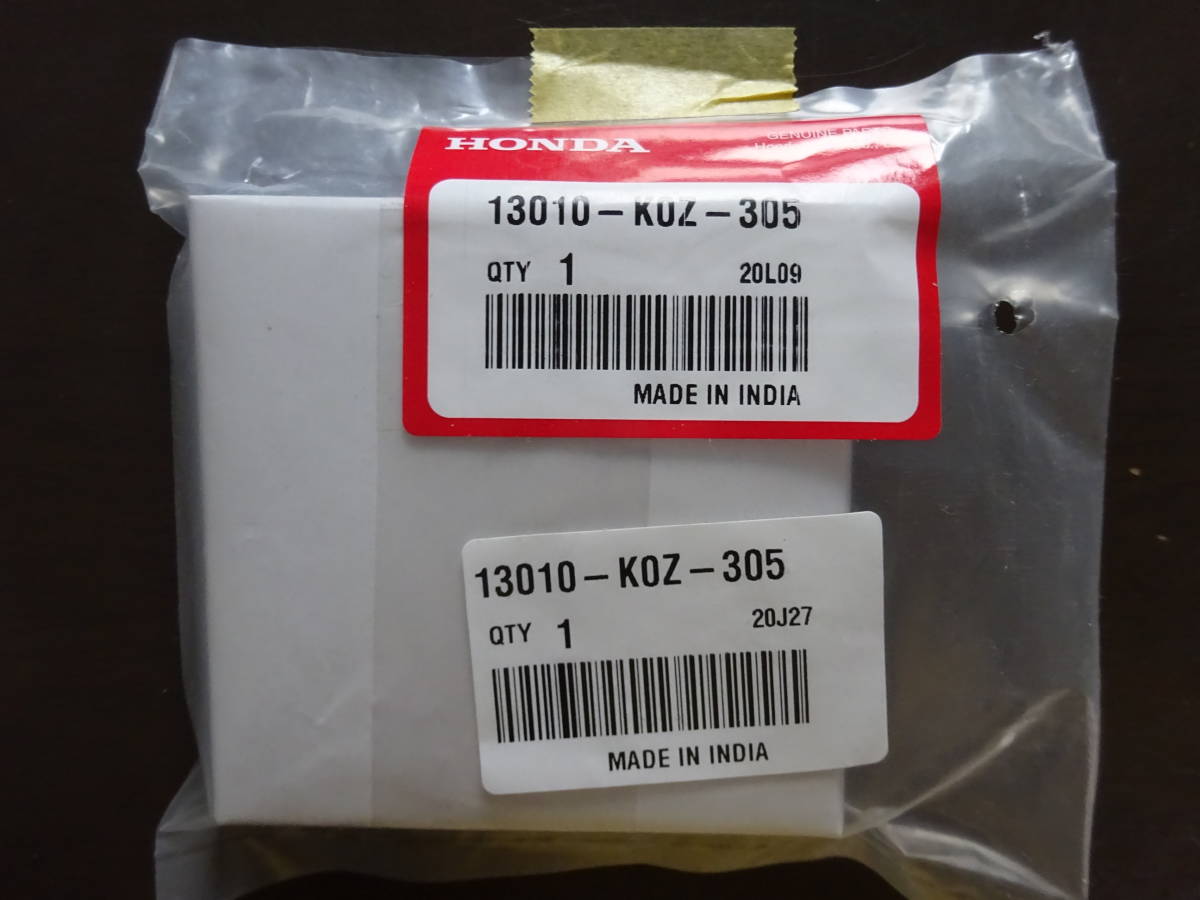 HONDA
GENUINE PARTS
Honda
13010-K0Z-305
QTY 1 20L09
MADE IN INDIA
13010-K0Z-305
QTY 1 20J27
MADE IN INDIA